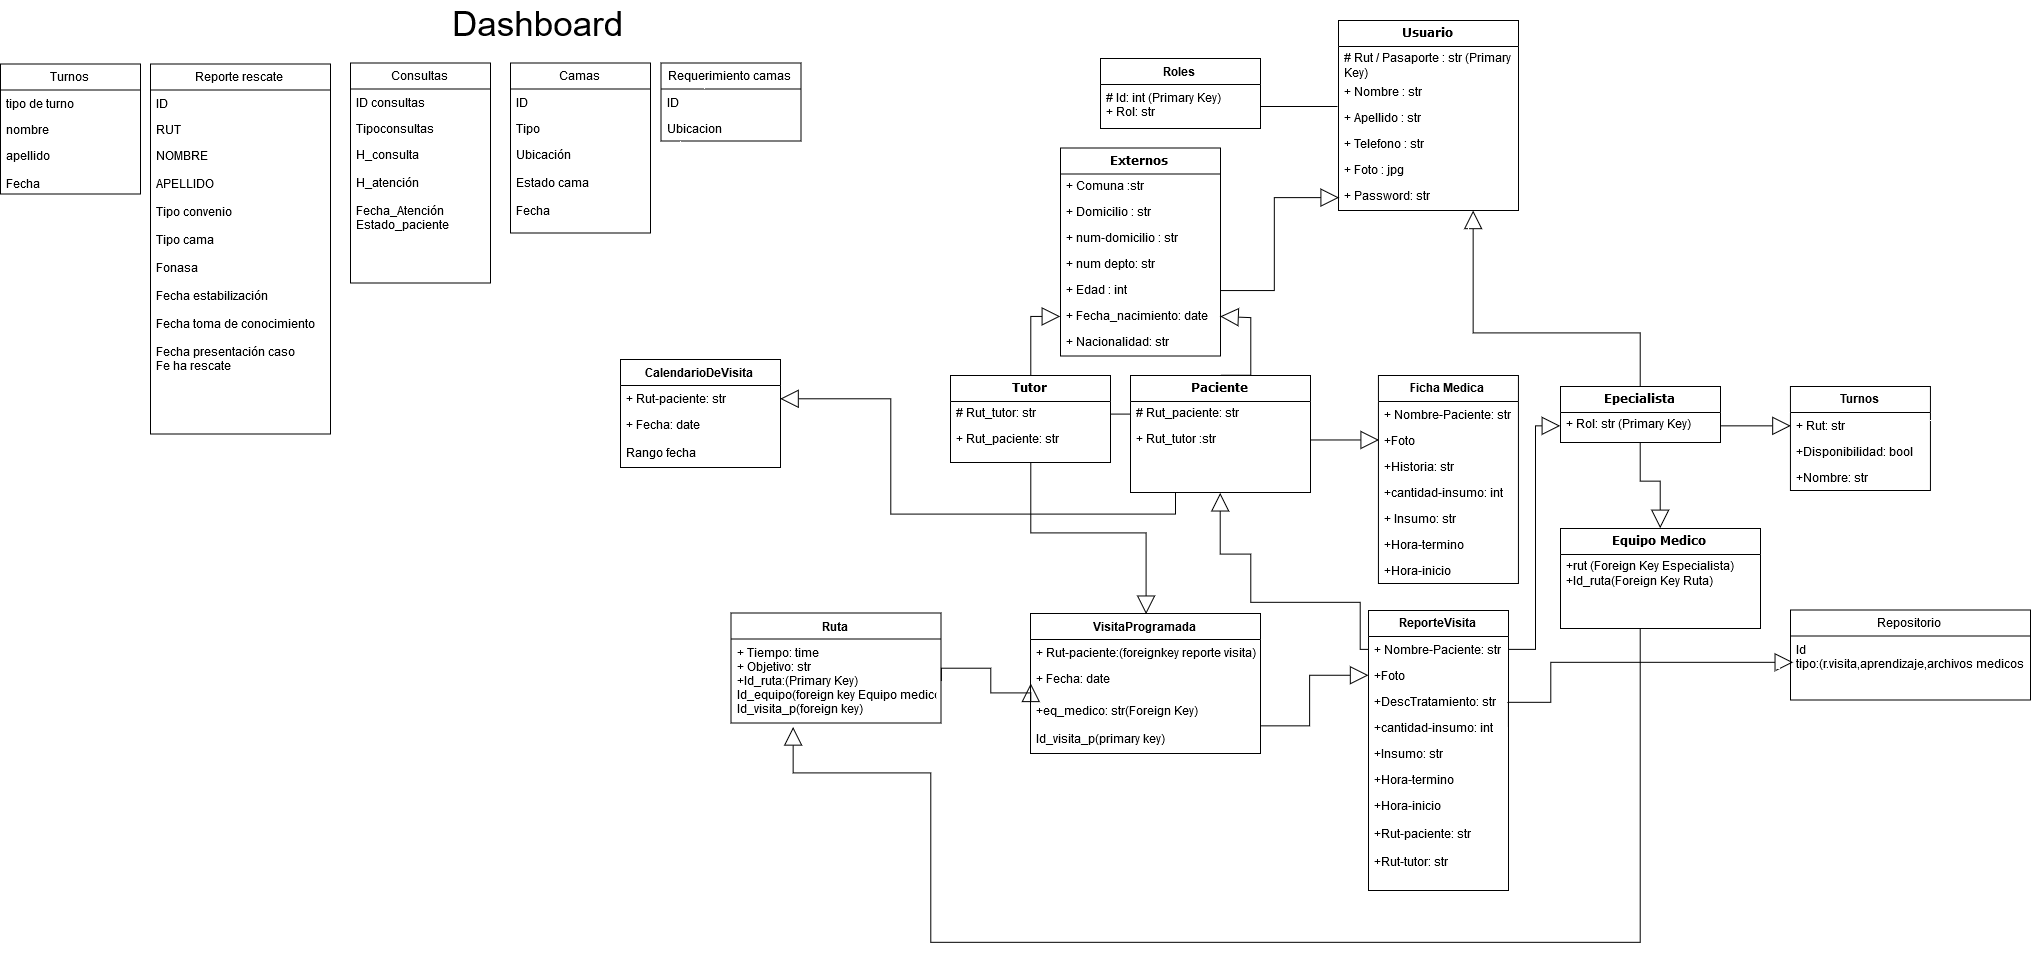 Dashboard
Turnos
tipo de turno
nombre
apellido
Fecha
Reporte rescate
ID
RUT
NOMBRE
APELLIDO
Tipo convenio
Tipo cama
Fonasa
Fecha estabilización
Fecha toma de conocimiento
Fecha presentación caso
Fe ha rescate
Consultas
ID consultas
Tipoconsultas
H_consulta
H_atención
Fecha_Atención
Estado_paciente
Camas
ID
Tipo
Ubicación
Estado cama
Fecha
Requerimiento camas
ID
Ubicacion
Roles
# Id: int (Primary Key)
+ Rol: str
Usuario
# Rut / Pasaporte : str (Primary
Key)
+ Nombre : str
+ Apellido : str
+ Telefono : str
+ Foto : jpg
+ Password: str
Externos
+ Comuna :str
+ Domicilio : str
+ num-domicilio : str
+ num depto: str
+ Edad : int
+ Fecha_nacimiento: date
+ Nacionalidad: str
CalendarioDeVisita
+ Rut-paciente: str
+ Fecha: date
Rango fecha
Tutor
# Rut_tutor: str
+ Rut_paciente: str
Paciente
# Rut_paciente: str
+ Rut_tutor :str
Ficha Medica
+ Nombre-Paciente: str
+Foto
+Historia: str
+cantidad-insumo: int
+ Insumo: str
+Hora-termino
+Hora-inicio
Epecialista
+ Rol: str (Primary Key)
Turnos
+ Rut: str
+Disponibilidad: bool
+Nombre: str
Equipo Medico
+rut (Foreign Key Especialista)
+Id_ruta(Foreign Key Ruta)
Ruta
+ Tiempo: time
+ Objetivo: str
+Id_ruta:(Primary Key)
Id_equipo(foreign key Equipo medico
Id_visita_p(foreign key)
VisitaProgramada
+ Rut-paciente:(foreignkey reporte visita)
+ Fecha: date
+eq_medico: str(Foreign Key)
Id_visita_p(primary key)
ReporteVisita
+ Nombre-Paciente: str
+Foto
+DescTratamiento: str
+cantidad-insumo: int
+Insumo: str
+Hora-termino
+Hora-inicio
+Rut-paciente: str
+Rut-tutor: str
Repositorio
Id
tipo:(r.visita,aprendizaje,archivos medicos